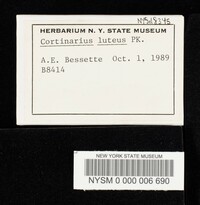 HERBARIUM N. Y. STATE MUSEUM
Cortinarius luteus PK.
A.E. Bessette Oct. 1, 1989
B8414
NEW YORK STATE MUSEUM
NYSM 0 000 006 690